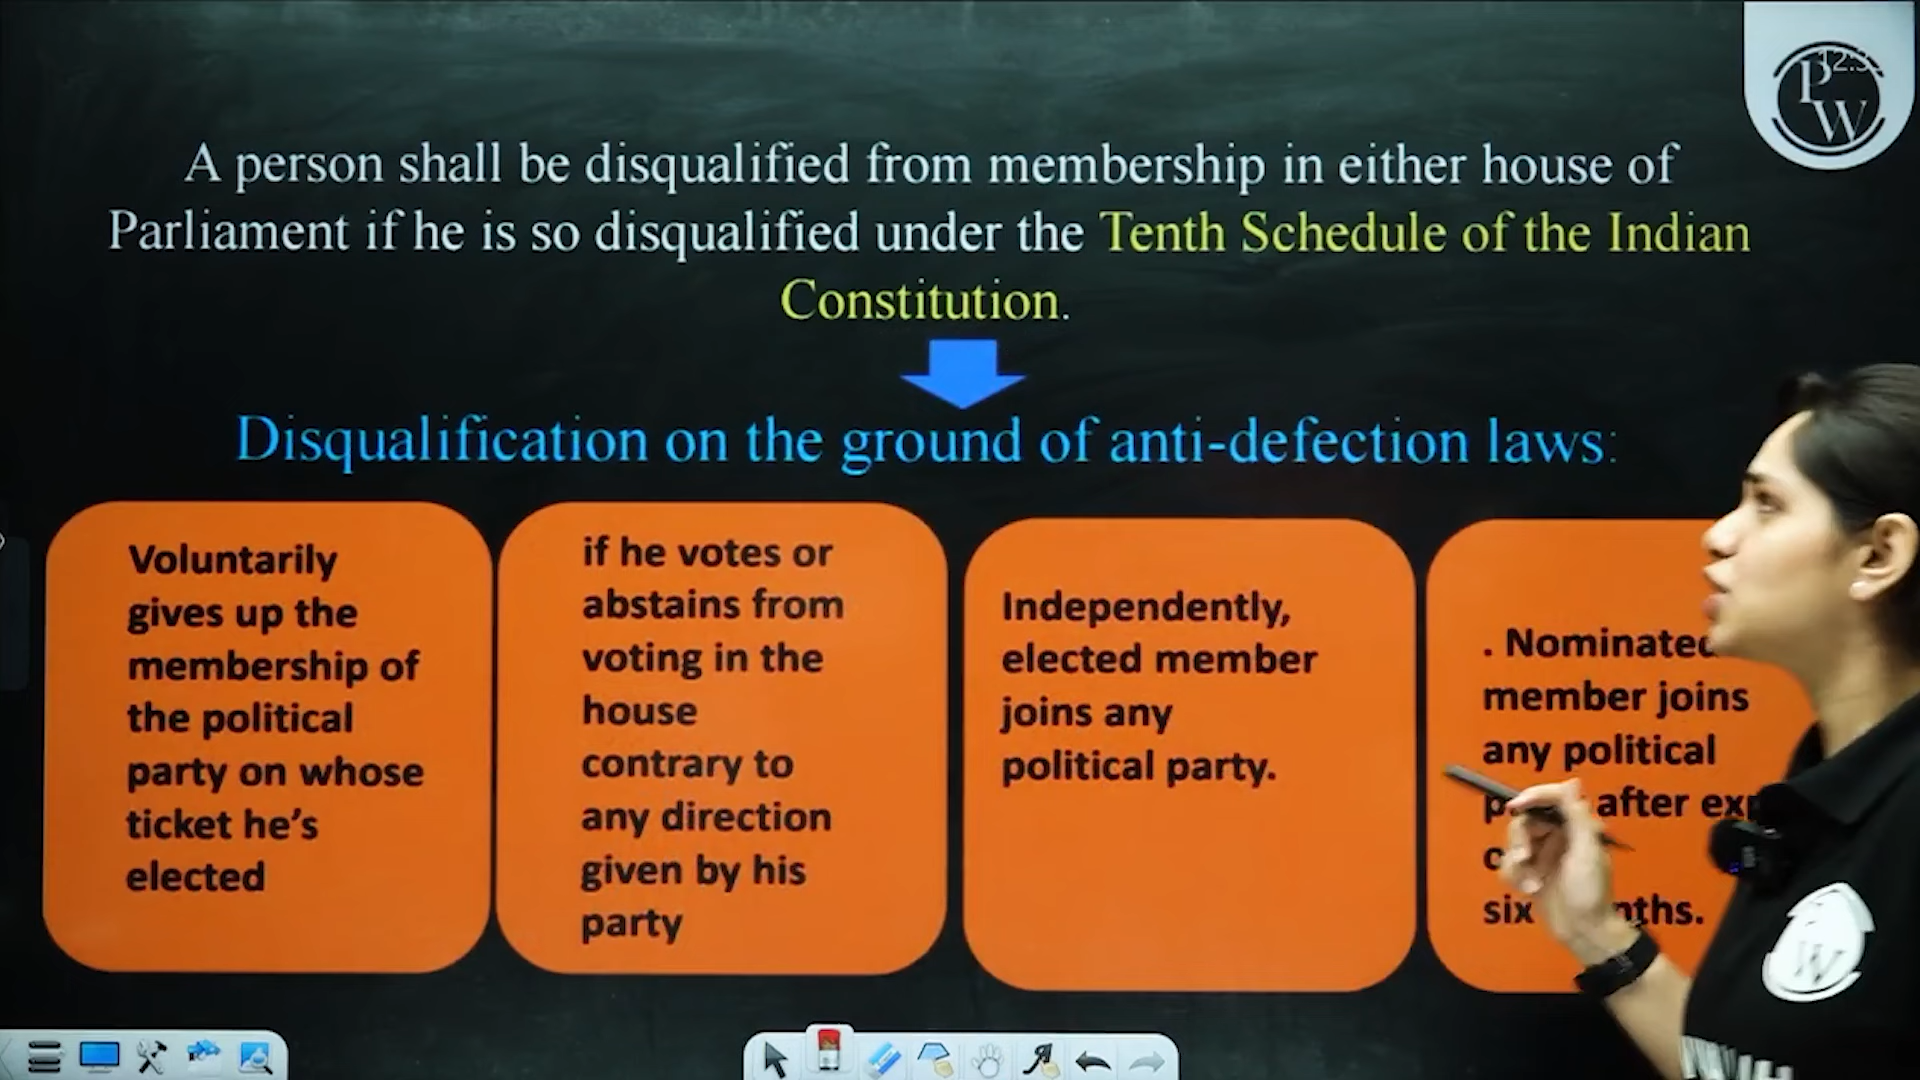 P
W
A person shall be disqualified from membership in either house of
Parliament if he is so disqualified under the Tenth Schedule of the Indian
Constitution.
Disqualification on the ground of anti-defection laws:
Voluntarily
gives up the
membership of
the political
party on whose
ticket he’s
elected
if he votes or
abstains from
voting in the
house
contrary to
any direction
given by his
party
Independently,
elected member
joins any
political party.
. Nominated
member joins
any political
after
six
W